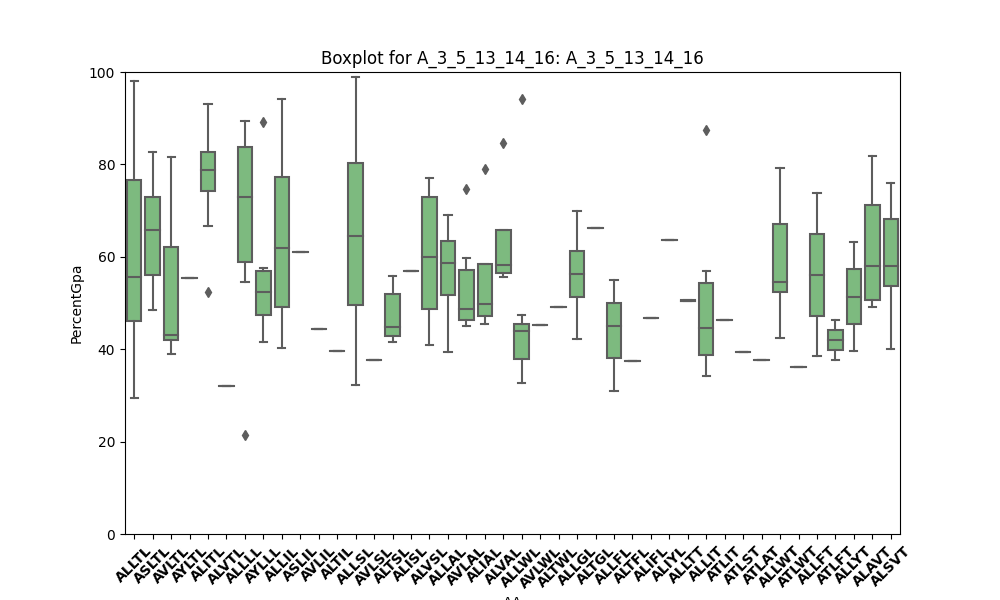 Boxplot for A_3_5_13_14_16: A_3_5_13_14_16
PercentGpa
100
80
60
40
20
0
ALLTL
ASLTL
AVLTL
AYLTL
ALITL
ALVTL
ALLLL
AYLLL
ALLIL
ASLIL
AVLIL
ALTIL
ALLSL
AVLSL
ALTSL
ALISL
ALVSL
ALLAL
AVLAL
ALIAL
ALVAL
ALLWL
AVLWL
ALTWL
ALLGL
ALTGL
ALLFL
ALTFL
ALIFL
ALIYL
ALLTT
ALLIT
ATLIT
ATLST
ATLAT
ALLWT
ATLWT
ALLFT
ATLFT
ALLYT
ALAVT
ALSVT